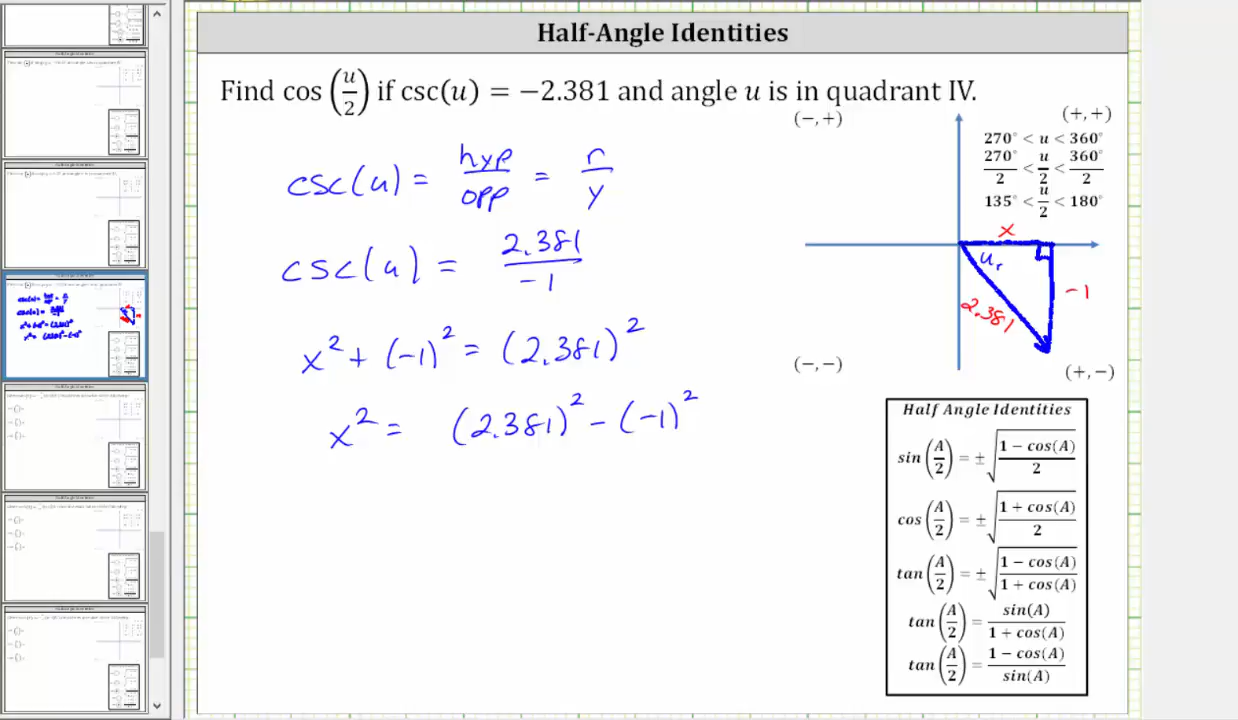 Half-Angle Identities
Find cos (u/2) if csc(u) = −2.381 and angle u is in quadrant IV.
(−,+)
(+,+)
270° < u < 360°
270°/2 < u/2 < 360°/2
135° < u/2 < 180°
csc(u) = hyp/opp = r/y
csc(u) = 2.381/-1
x
u_r
-1
2.381
x² + (-1)² = (2.381)²
(−,−)
(+,−)
x² = (2.381)² - (-1)²
Half Angle Identities
sin(A/2) = ±√((1 − cos(A))/2)
cos(A/2) = ±√((1 + cos(A))/2)
tan(A/2) = ±√((1 − cos(A))/(1 + cos(A)))
tan(A/2) = sin(A)/(1 + cos(A))
tan(A/2) = (1 − cos(A))/sin(A)